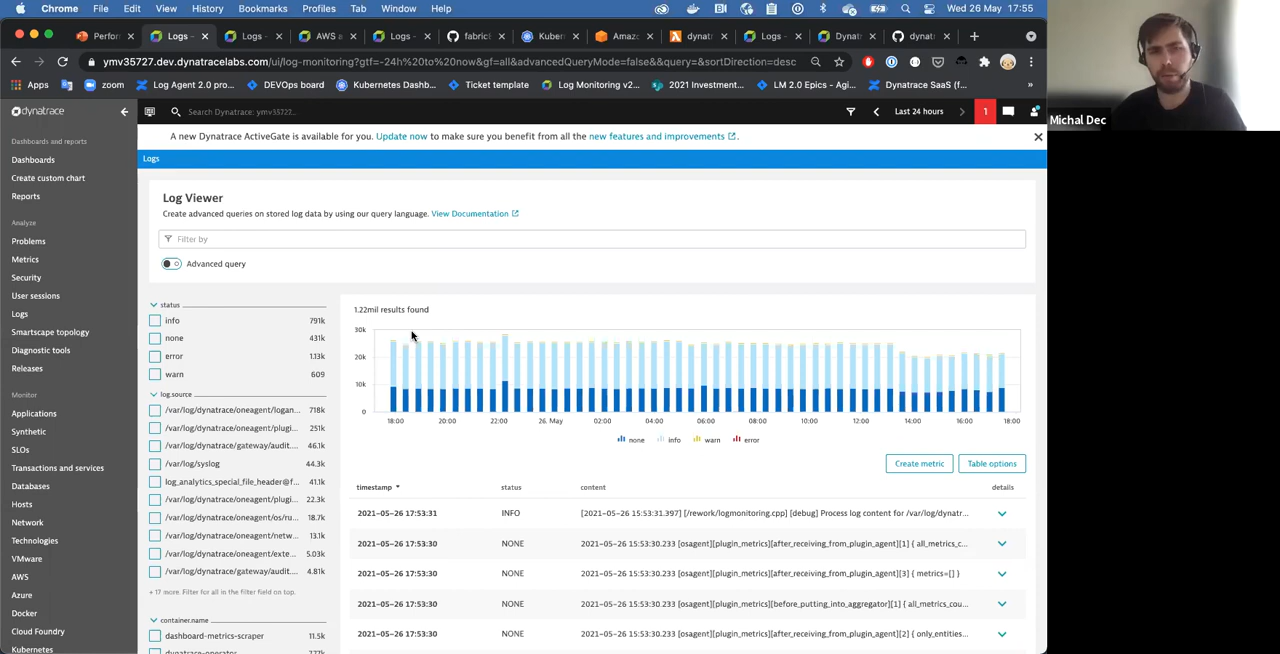 Chrome File Edit View History Bookmarks Profiles Tab Window Help Wed 26 May 17:55
Perforr Logs - Logs - AWS a Logs - fabric Kuber Amaz dynatr Logs - Dynatr dynatr
ymv35727.dev.dynatracelabs.com/ui/log-monitoring?gtf=-24h%20to%20now&gf=all&advancedQueryMode=false&query=&sortDirection=desc
Apps zoom Log Agent 2.0 pro... DEVOps board Kubernetes Dashb... Ticket template Log Monitoring v2... 2021 Investment... LM 2.0 Epics - Agi... Dynatrace SaaS (f... »
Michal Dec
dynatrace
Search Dynatrace: ymv35727...
Last 24 hours
1
A new Dynatrace ActiveGate is available for you. Update now to make sure you benefit from all the new features and improvements .
Dashboards and reports
Dashboards
Create custom chart
Reports
Analyze
Problems
Metrics
Security
User sessions
Logs
Smartscape topology
Diagnostic tools
Releases
Monitor
Applications
Synthetic
SLOs
Transactions and services
Databases
Hosts
Network
Technologies
VMware
AWS
Azure
Docker
Cloud Foundry
Kubernetes
Logs
Log Viewer
Create advanced queries on stored log data by using our query language. View Documentation
Filter by
Advanced query
status
info 791k
none 431k
error 1.13k
warn 609
log.source
/var/log/dynatrace/oneagent/logan... 718k
/var/log/dynatrace/oneagent/plugi... 251k
/var/log/dynatrace/gateway/audit... 46.1k
/var/log/syslog 44.3k
log_analytics_special_file_header@f... 41.1k
/var/log/dynatrace/oneagent/plugi... 22.3k
/var/log/dynatrace/oneagent/os/ru... 18.7k
/var/log/dynatrace/oneagent/netw... 13.1k
/var/log/dynatrace/oneagent/exte... 5.03k
/var/log/dynatrace/gateway/audit... 4.81k
+ 17 more. Filter for all in the filter field on top.
container.name
dashboard-metrics-scraper 11.5k
dynatrace-operator 777k
1.22mil results found
30k
20k
10k
0
18:00 20:00 22:00 26. May 02:00 04:00 06:00 08:00 10:00 12:00 14:00 16:00 18:00
none info warn error
Create metric Table options
timestamp status content details
2021-05-26 17:53:31 INFO [2021-05-26 15:53:31.397] [/rework/logmonitoring.cpp] [debug] Process log content for /var/log/dynatr...
2021-05-26 17:53:30 NONE 2021-05-26 15:53:30.233 [osagent][plugin_metrics][after_receiving_from_plugin_agent][1] { all_metrics_c...
2021-05-26 17:53:30 NONE 2021-05-26 15:53:30.233 [osagent][plugin_metrics][after_receiving_from_plugin_agent][3] { metrics=[] }
2021-05-26 17:53:30 NONE 2021-05-26 15:53:30.233 [osagent][plugin_metrics][before_putting_into_aggregator][1] { all_metrics_cou...
2021-05-26 17:53:30 NONE 2021-05-26 15:53:30.233 [osagent][plugin_metrics][after_receiving_from_plugin_agent][2] { only_entities...